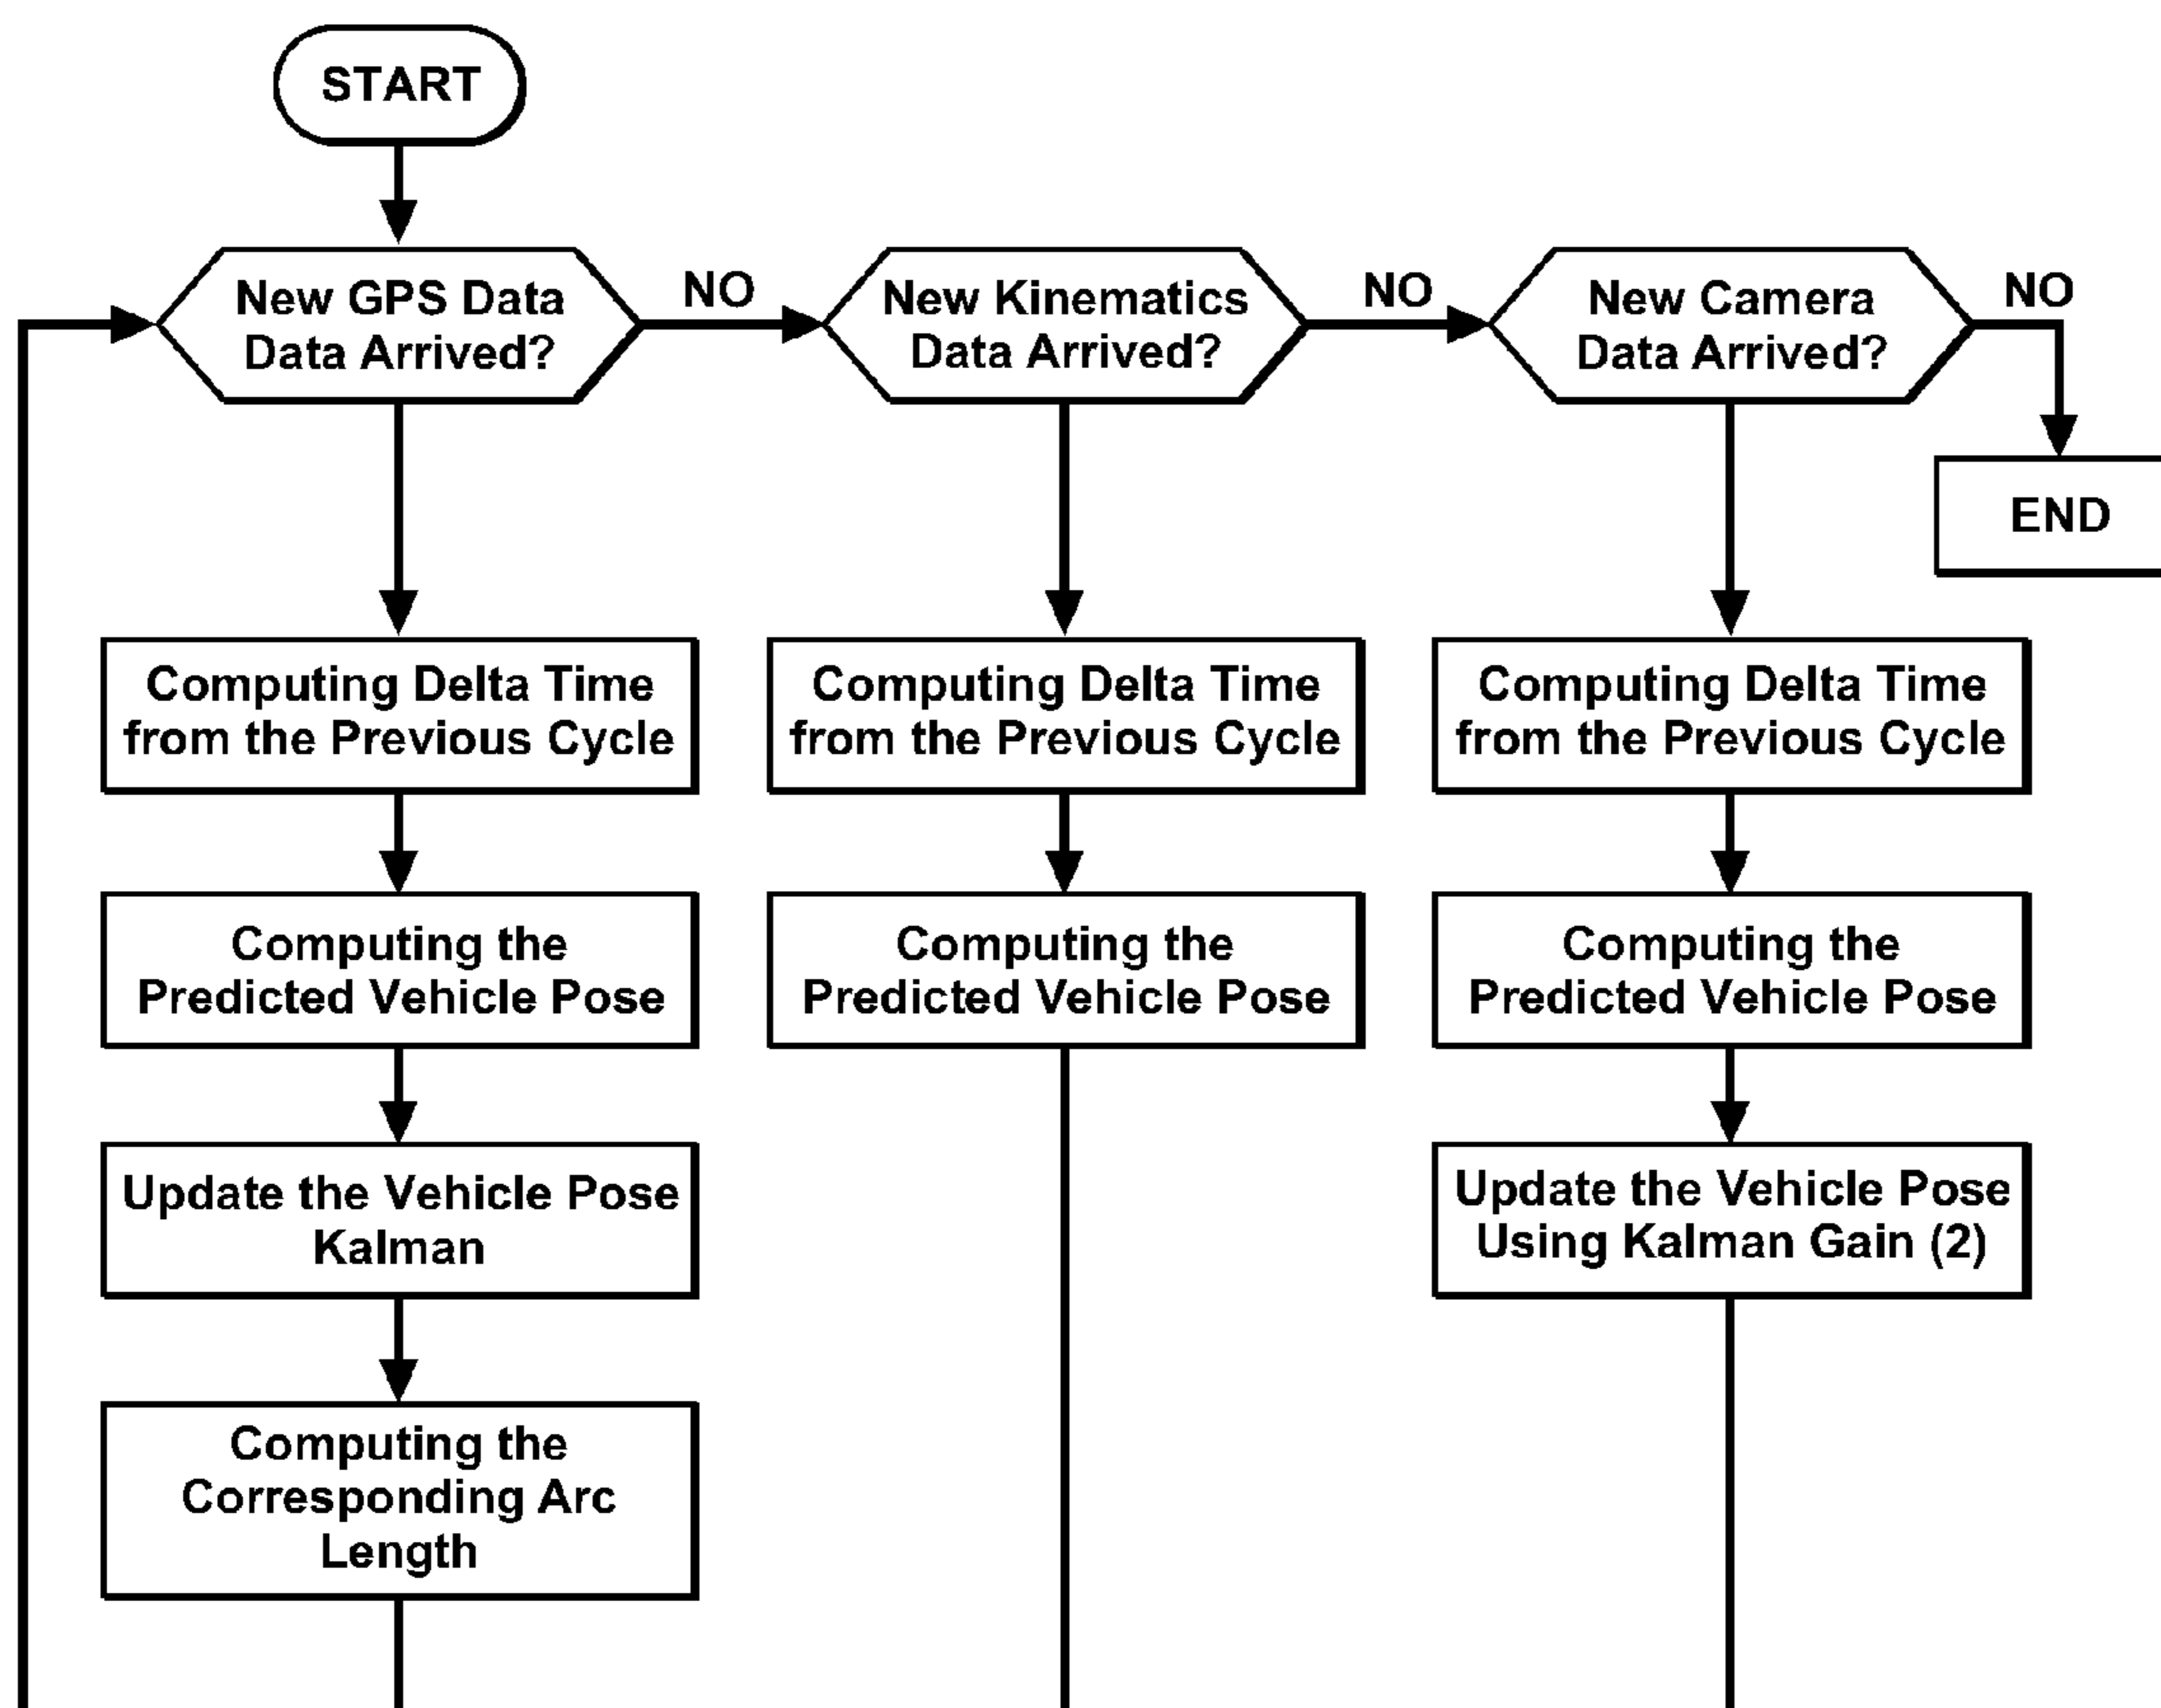 START
New GPS Data
Data Arrived?
NO
New Kinematics
Data Arrived?
NO
New Camera
Data Arrived?
NO
END
Computing Delta Time
from the Previous Cycle
Computing Delta Time
from the Previous Cycle
Computing Delta Time
from the Previous Cycle
Computing the
Predicted Vehicle Pose
Computing the
Predicted Vehicle Pose
Computing the
Predicted Vehicle Pose
Update the Vehicle Pose
Kalman
Update the Vehicle Pose
Using Kalman Gain (2)
Computing the
Corresponding Arc
Length